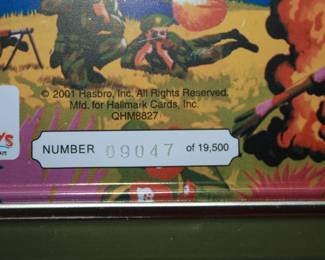 © 2001 Hasbro, Inc. All Rights Reserved.
Mfd. for Hallmark Cards, Inc.
QHM8827
NUMBER 09047 of 19,500